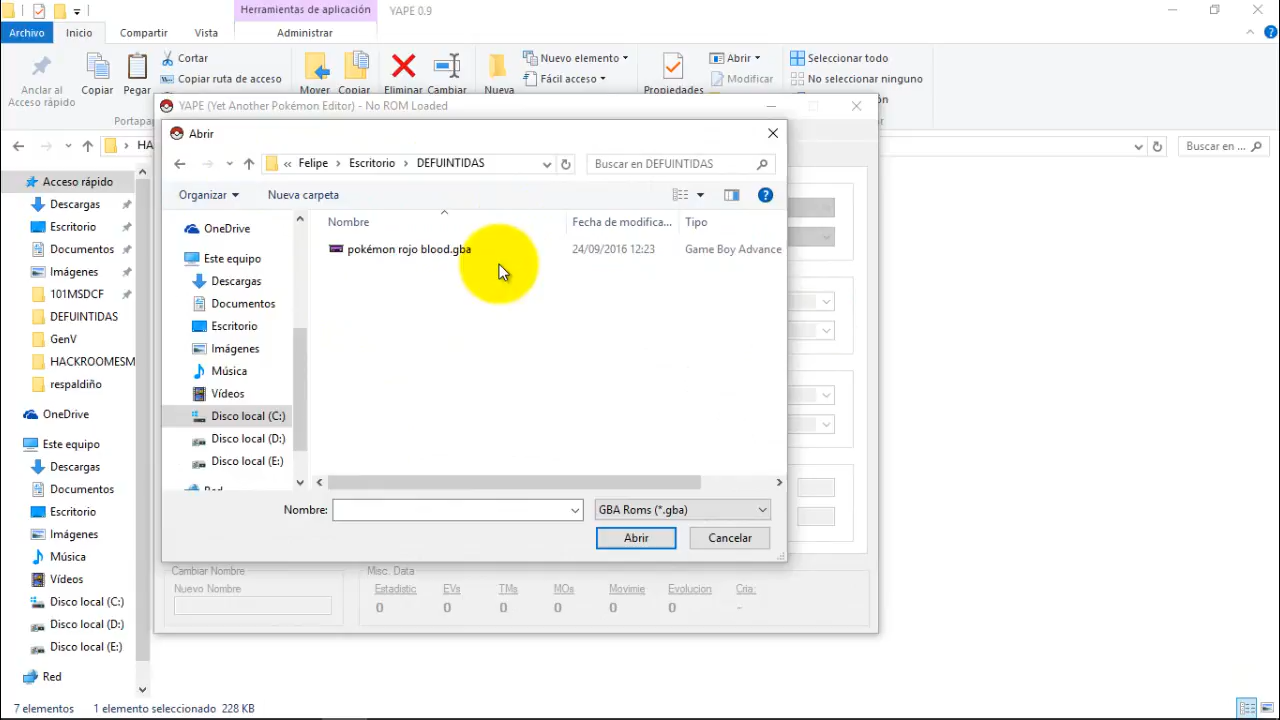 Herramientas de aplicación
YAPE 0.9
Archivo
Inicio
Compartir
Vista
Administrar
Anclar al
Acceso rápido
Copiar
Pegar
Cortar
Copiar ruta de acceso
Portapa
Mover
Copiar
Eliminar
Cambiar
Nueva
Nuevo elemento
Fácil acceso
Propiedades
Abrir
Modificar
Seleccionar todo
No seleccionar ninguno
HA
Buscar en ...
YAPE (Yet Another Pokémon Editor) - No ROM Loaded
Abrir
« Felipe > Escritorio > DEFUINTIDAS
Buscar en DEFUINTIDAS
Organizar
Nueva carpeta
Nombre
Fecha de modifica...
Tipo
pokémon rojo blood.gba
24/09/2016 12:23
Game Boy Advance
OneDrive
Este equipo
Descargas
Documentos
Escritorio
Imágenes
Música
Vídeos
Disco local (C:)
Disco local (D:)
Disco local (E:)
Nombre:
GBA Roms (*.gba)
Abrir
Cancelar
Acceso rápido
Descargas
Escritorio
Documentos
Imágenes
101MSDCF
DEFUINTIDAS
GenV
HACKROOMESM
respaldiño
OneDrive
Este equipo
Descargas
Documentos
Escritorio
Imágenes
Música
Vídeos
Disco local (C:)
Disco local (D:)
Disco local (E:)
Red
Cambiar Nombre
Nuevo Nombre
Misc. Data
Estadistic
EVs
TMs
MOs
Movimie
Evolucion
Cria:
0
0
0
0
0
0
-
7 elementos
1 elemento seleccionado 228 KB